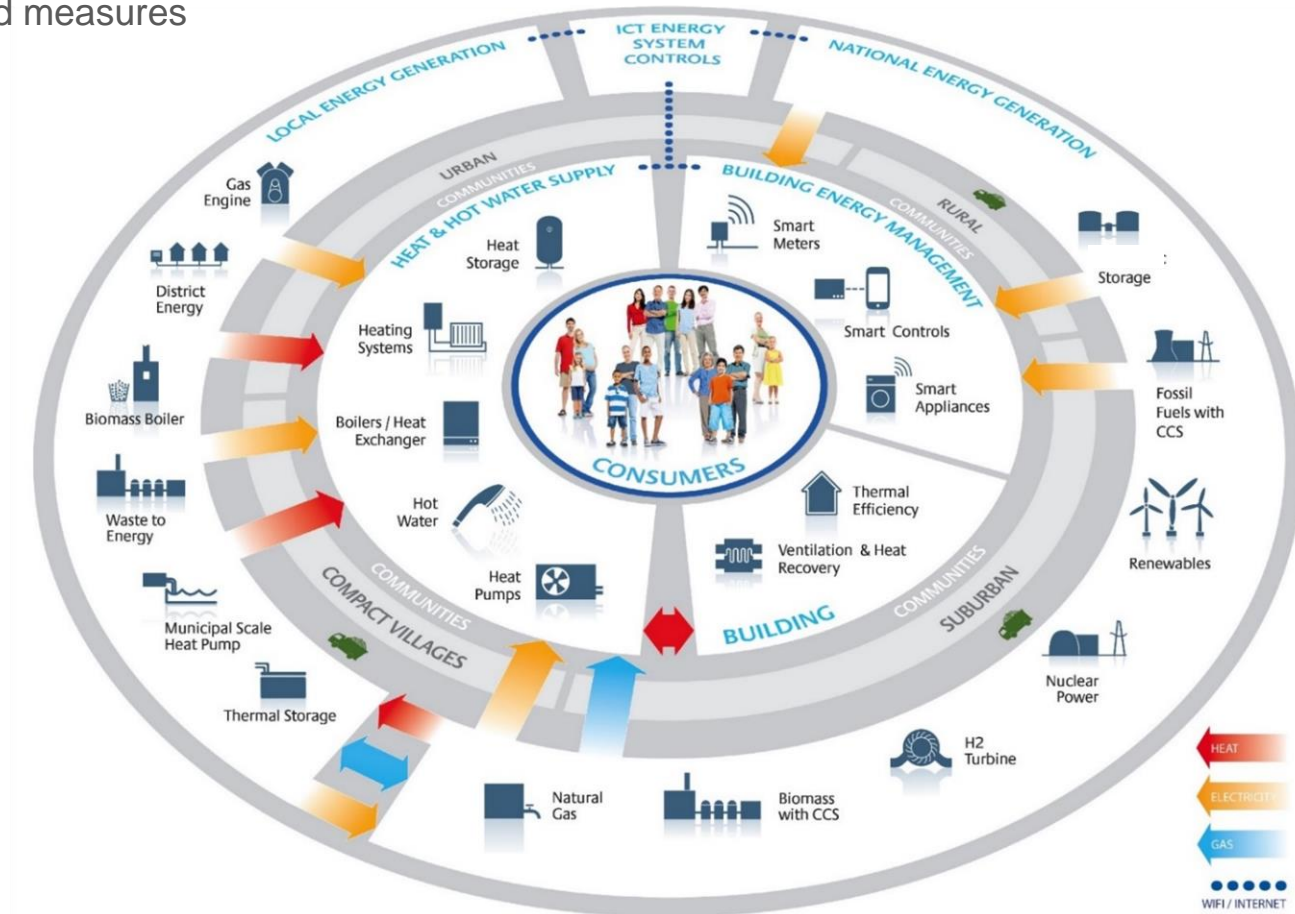 d measures
ICT ENERGY
SYSTEM
CONTROLS
LOCAL ENERGY GENERATION
NATIONAL ENERGY GENERATION
URBAN
COMMUNITIES
HEAT & HOT WATER SUPPLY
BUILDING ENERGY MANAGEMENT
COMMUNITIES
RURAL
Gas
Engine
District
Energy
Biomass Boiler
Waste to
Energy
Municipal Scale
Heat Pump
Thermal Storage
Heat
Storage
Heating
Systems
Boilers / Heat
Exchanger
Hot
Water
Heat
Pumps
Smart
Meters
Smart Controls
Smart
Appliances
CONSUMERS
Thermal
Efficiency
Ventilation & Heat
Recovery
BUILDING
COMMUNITIES
COMPACT VILLAGES
COMMUNITIES
SUBURBAN
:
Storage
Fossil
Fuels with
CCS
Renewables
Nuclear
Power
H2
Turbine
Biomass
with CCS
Natural
Gas
HEAT
ELECTRICITY
GAS
WIFI / INTERNET